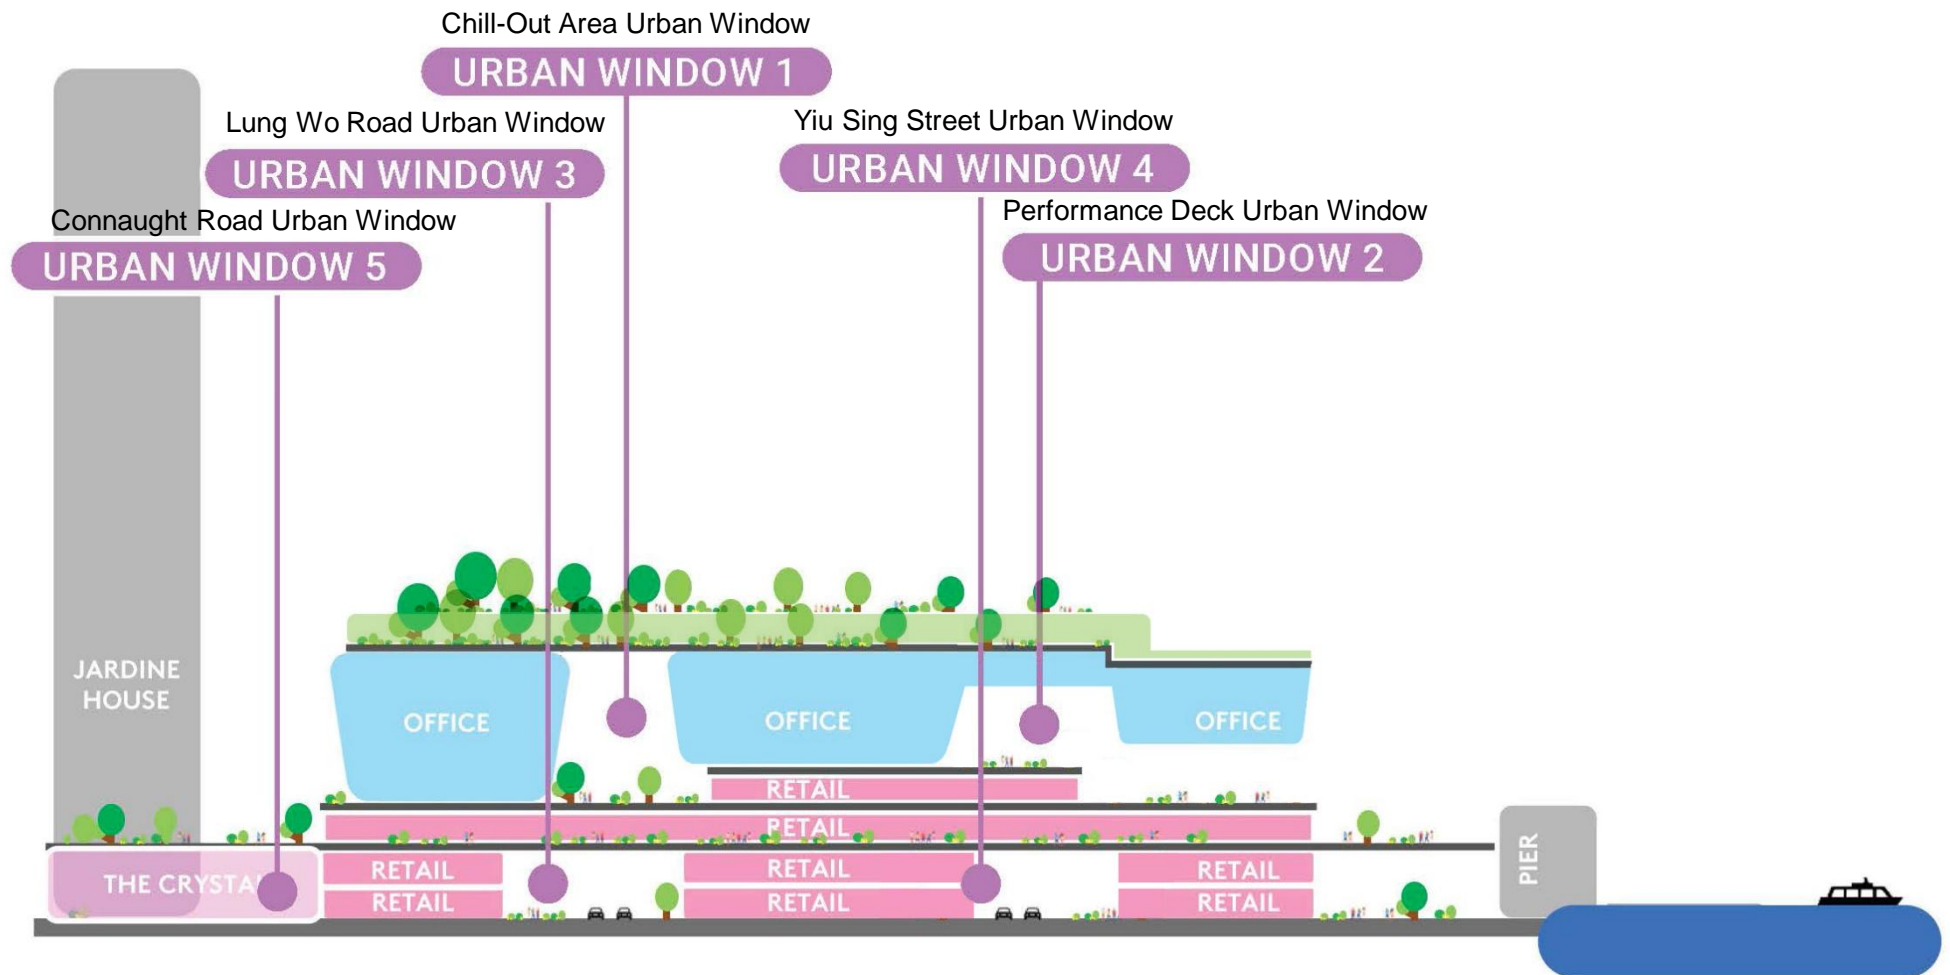 Chill-Out Area Urban Window
URBAN WINDOW 1
Lung Wo Road Urban Window
URBAN WINDOW 3
Yiu Sing Street Urban Window
URBAN WINDOW 4
Connaught Road Urban Window
URBAN WINDOW 5
Performance Deck Urban Window
URBAN WINDOW 2
JARDINE
HOUSE
OFFICE
OFFICE
OFFICE
RETAIL
RETAIL
RETAIL
RETAIL
RETAIL
PIER
THE CRYSTAL
RETAIL
RETAIL
RETAIL